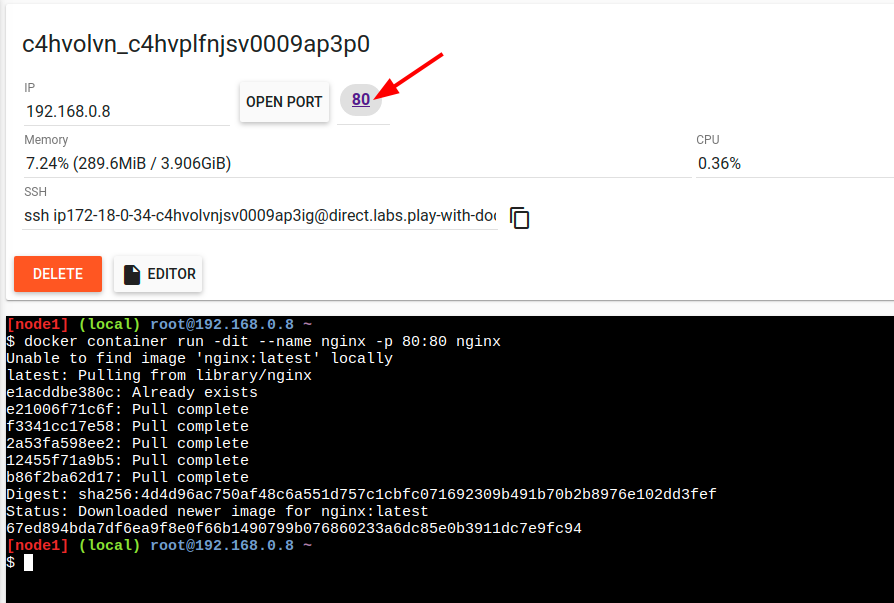 c4hvolvn_c4hvplfnjsv0009ap3p0
IP
192.168.0.8
OPEN PORT
80
Memory
7.24% (289.6MiB / 3.906GiB)
CPU
0.36%
SSH
ssh ip172-18-0-34-c4hvolvnjsv0009ap3ig@direct.labs.play-with-doc
DELETE
EDITOR
[node1] (local) root@192.168.0.8 ~
$ docker container run -dit --name nginx -p 80:80 nginx
Unable to find image 'nginx:latest' locally
latest: Pulling from library/nginx
e1acddbe380c: Already exists
e21006f71c6f: Pull complete
f3341cc17e58: Pull complete
2a53fa598ee2: Pull complete
12455f71a9b5: Pull complete
b86f2ba62d17: Pull complete
Digest: sha256:4d4d96ac750af48c6a551d757c1cbfc071692309b491b70b2b8976e102dd3fef
Status: Downloaded newer image for nginx:latest
67ed894bda7df6ea9f8e0f66b1490799b076860233a6dc85e0b3911dc7e9fc94
[node1] (local) root@192.168.0.8 ~
$